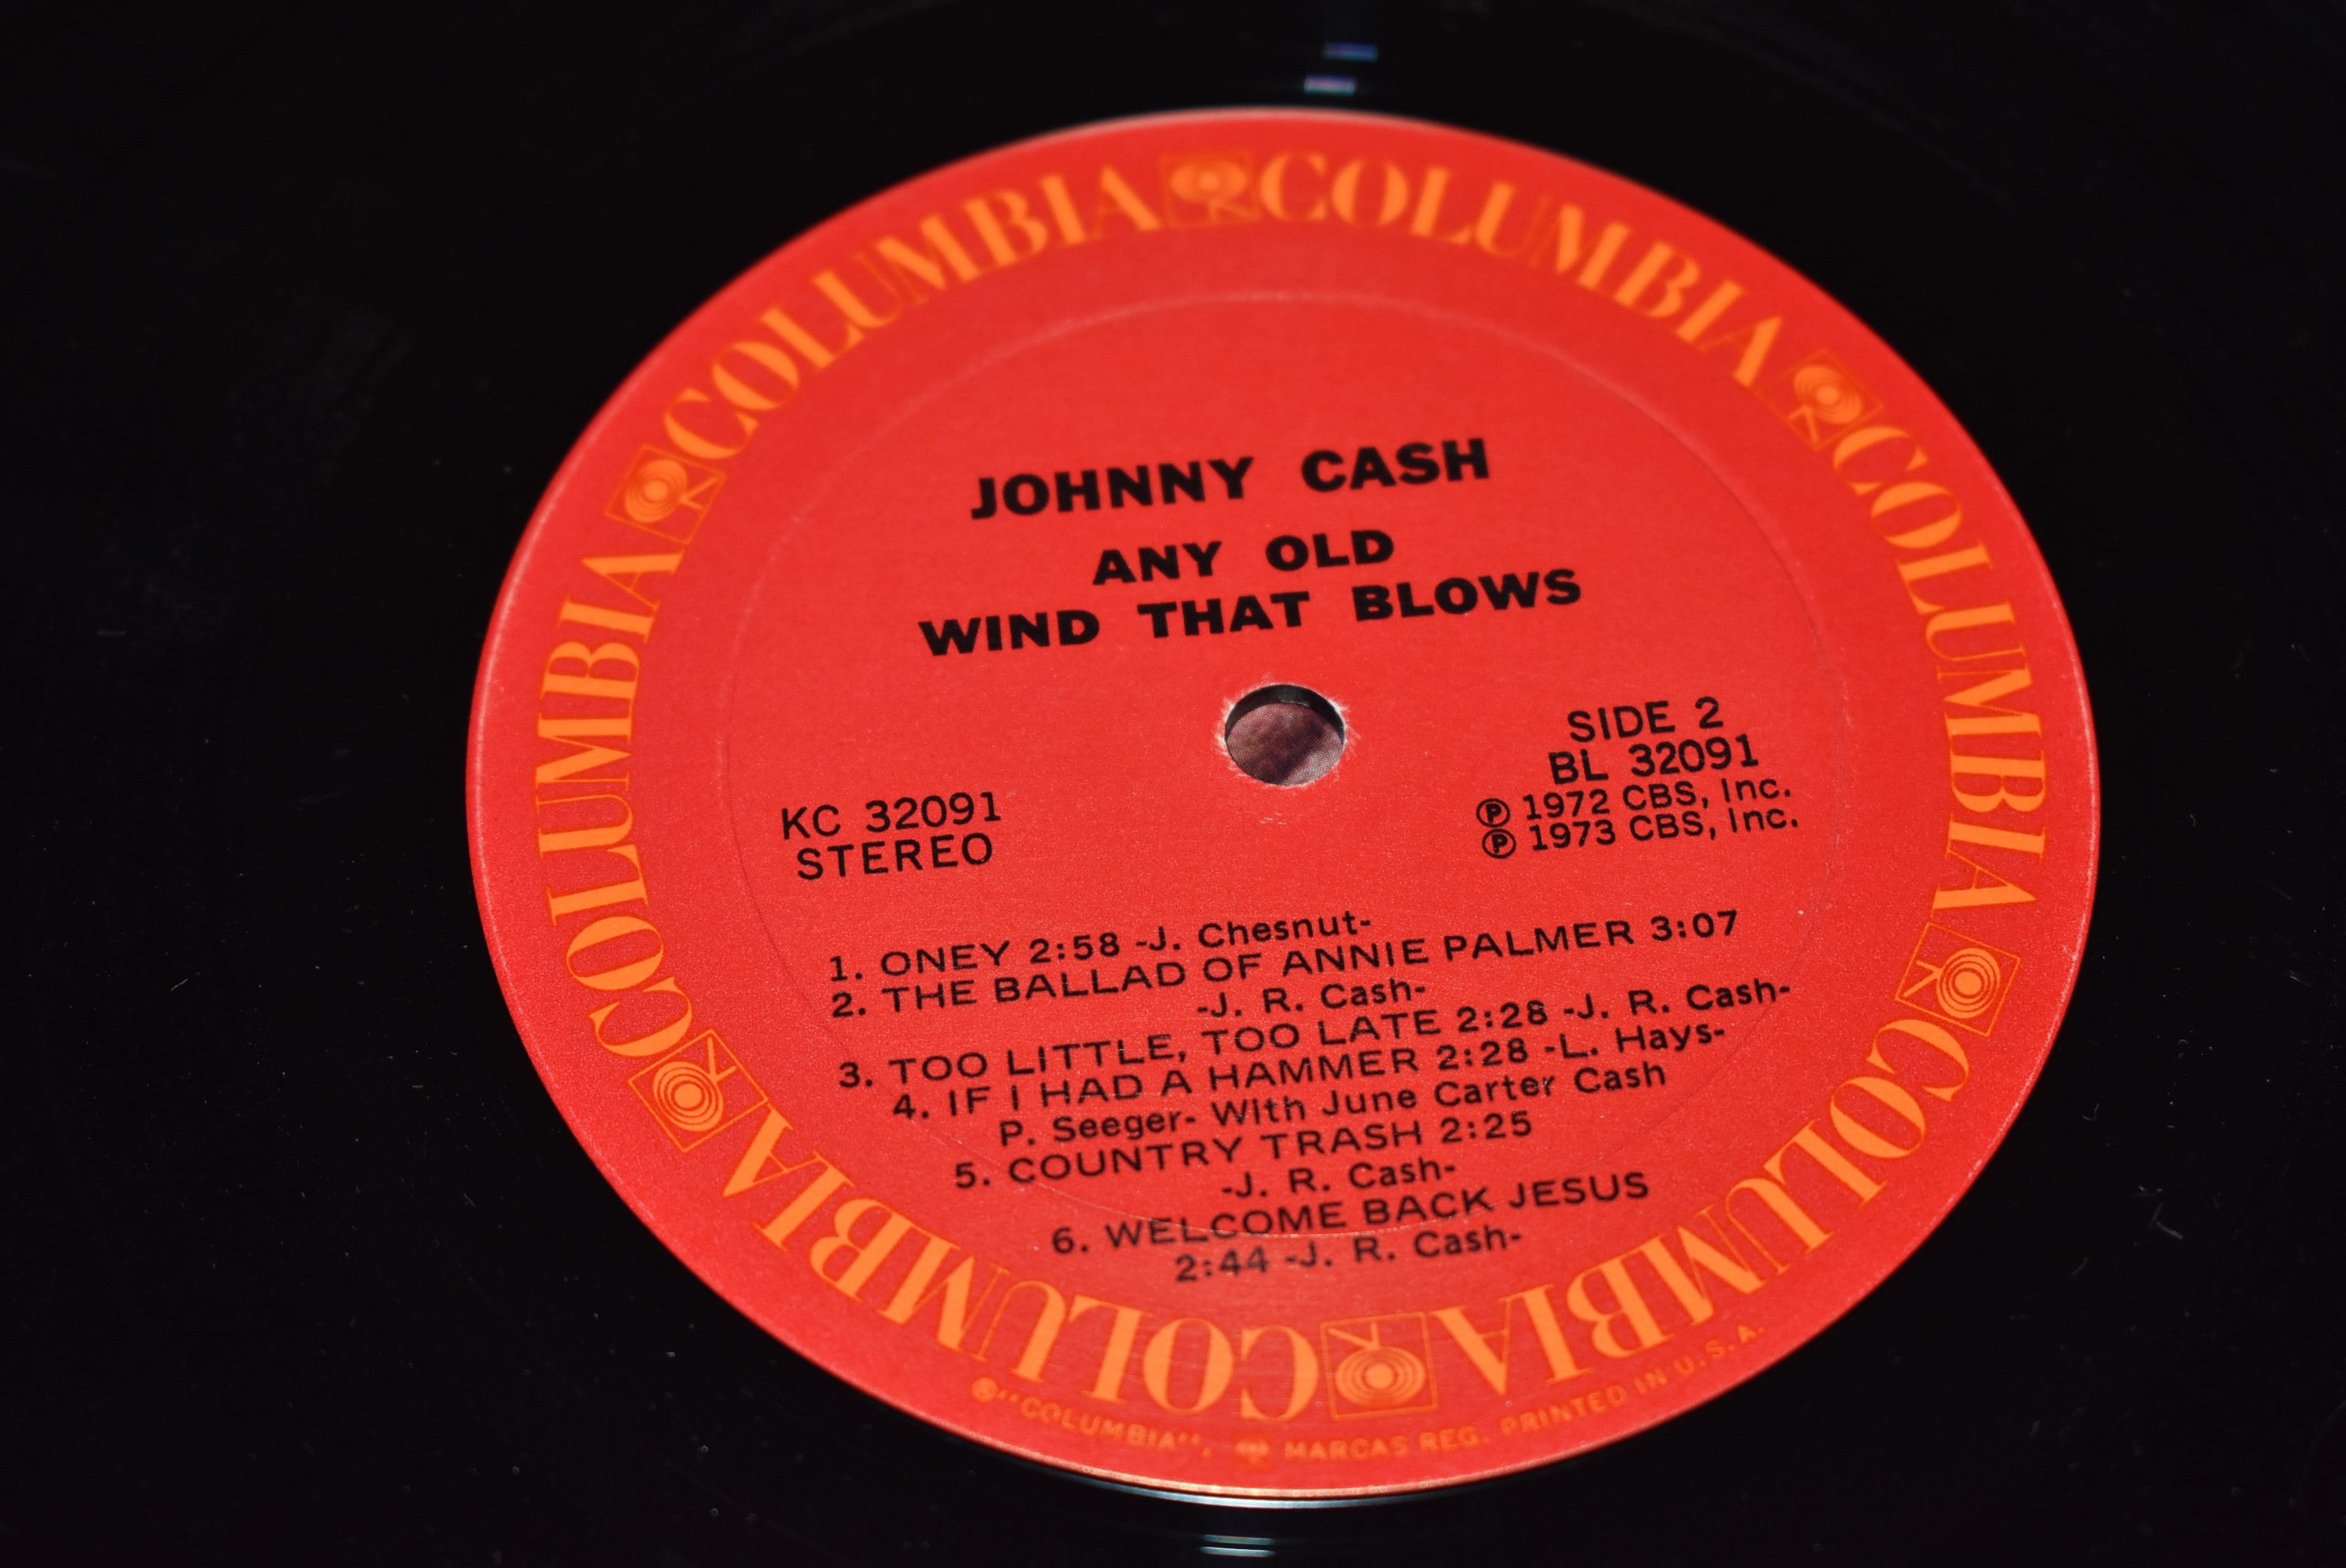 COLUMBIA COLUMBIA COLUMBIA COLUMBIA COLUMBIA COLUMBIA
JOHNNY CASH
ANY OLD
WIND THAT BLOWS
SIDE 2
BL 32091
Ⓟ 1972 CBS, Inc.
Ⓟ 1973 CBS, Inc.
KC 32091
STEREO
1. ONEY 2:58 -J. Chesnut-
2. THE BALLAD OF ANNIE PALMER 3:07
-J. R. Cash-
3. TOO LITTLE, TOO LATE 2:28 -J. R. Cash-
4. IF I HAD A HAMMER 2:28 -L. Hays-
P. Seeger- With June Carter Cash
5. COUNTRY TRASH 2:25
-J. R. Cash-
6. WELCOME BACK JESUS
2:44 -J. R. Cash-
®"COLUMBIA", MARCAS REG. PRINTED IN U.S.A.